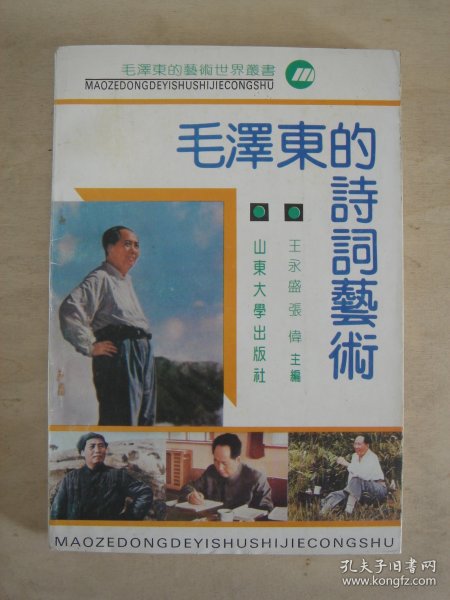 毛澤東的藝術世界叢書
MAOZEDONGDEYISHUSHIJIECONGSHU
毛澤東的
詩詞藝術
王永盛 張偉 主編
山東大學出版社
MAOZEDONGDEYISHUSHIJIECONGSHU
孔夫子旧书网
www.kongfz.com